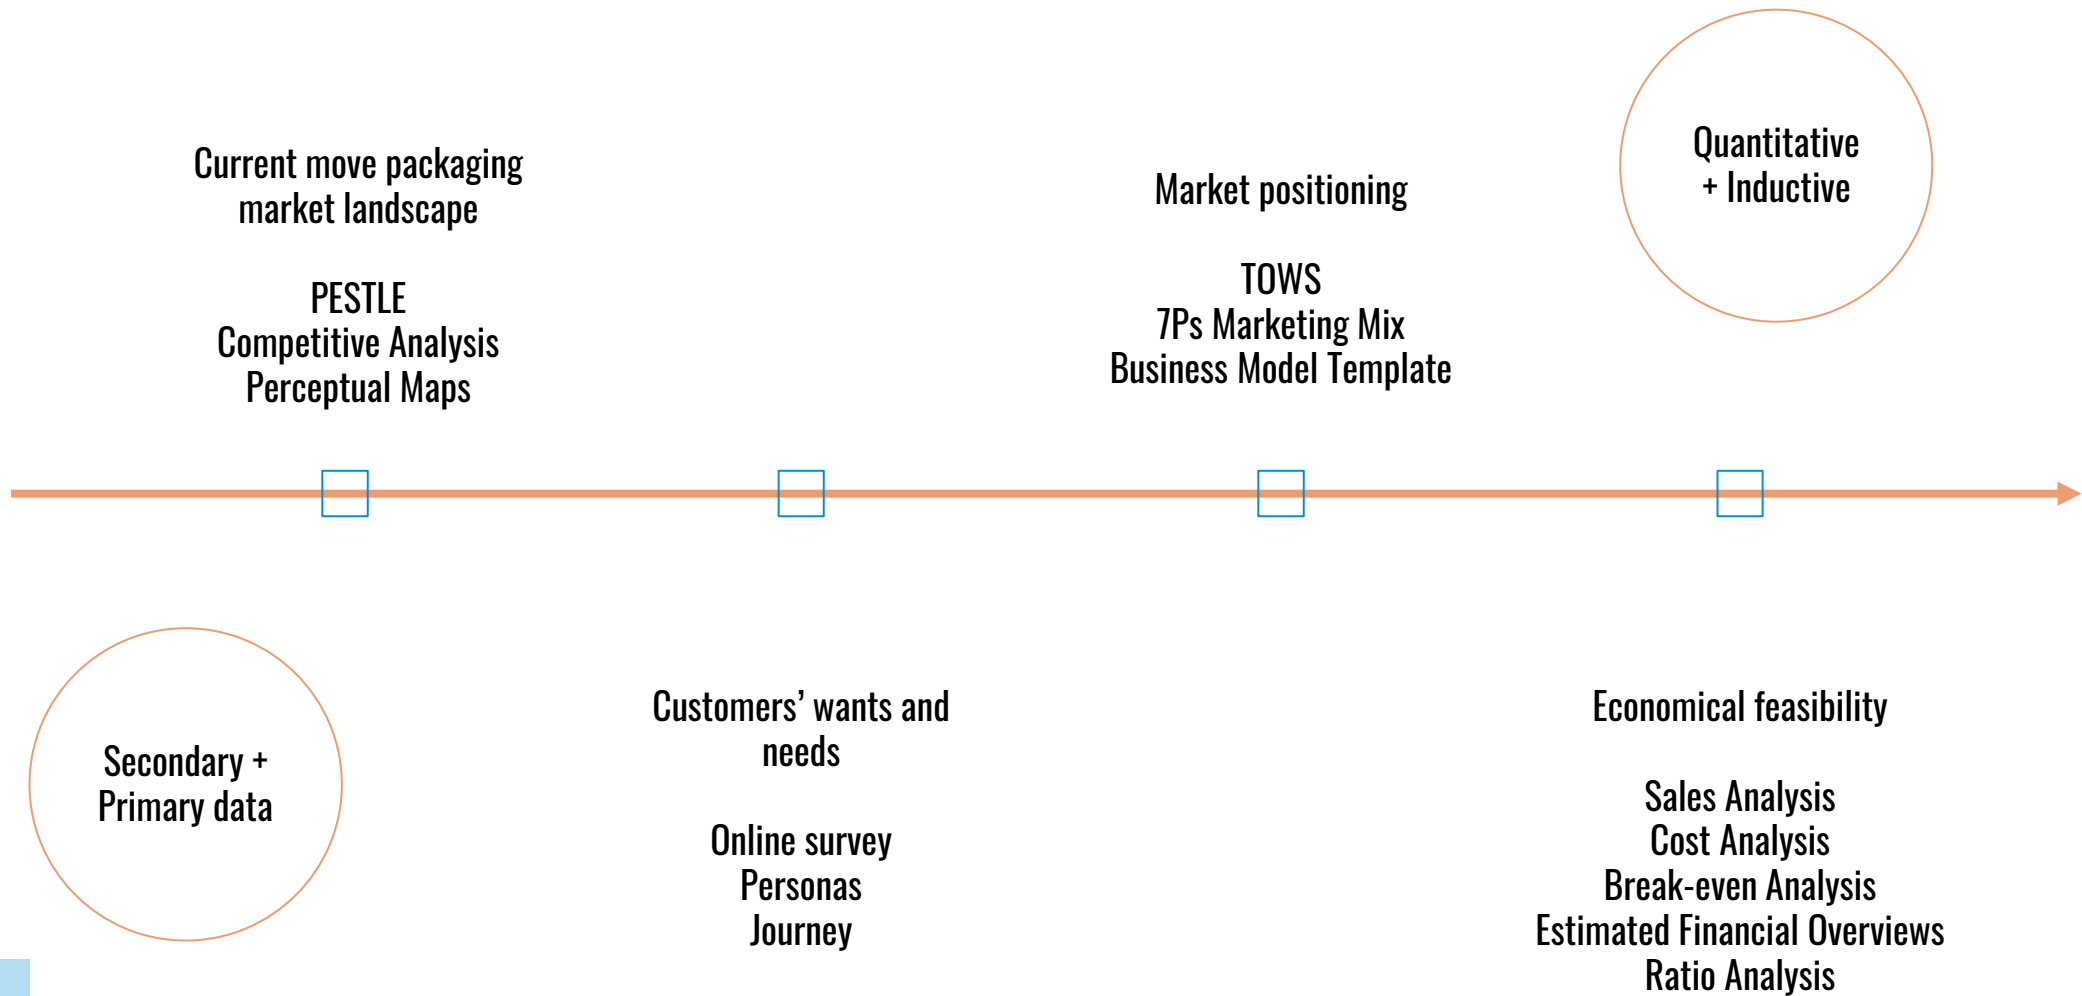 Current move packaging
market landscape
PESTLE
Competitive Analysis
Perceptual Maps
Market positioning
TOWS
7Ps Marketing Mix
Business Model Template
Quantitative
+ Inductive
Secondary +
Primary data
Customers’ wants and
needs
Online survey
Personas
Journey
Economical feasibility
Sales Analysis
Cost Analysis
Break-even Analysis
Estimated Financial Overviews
Ratio Analysis